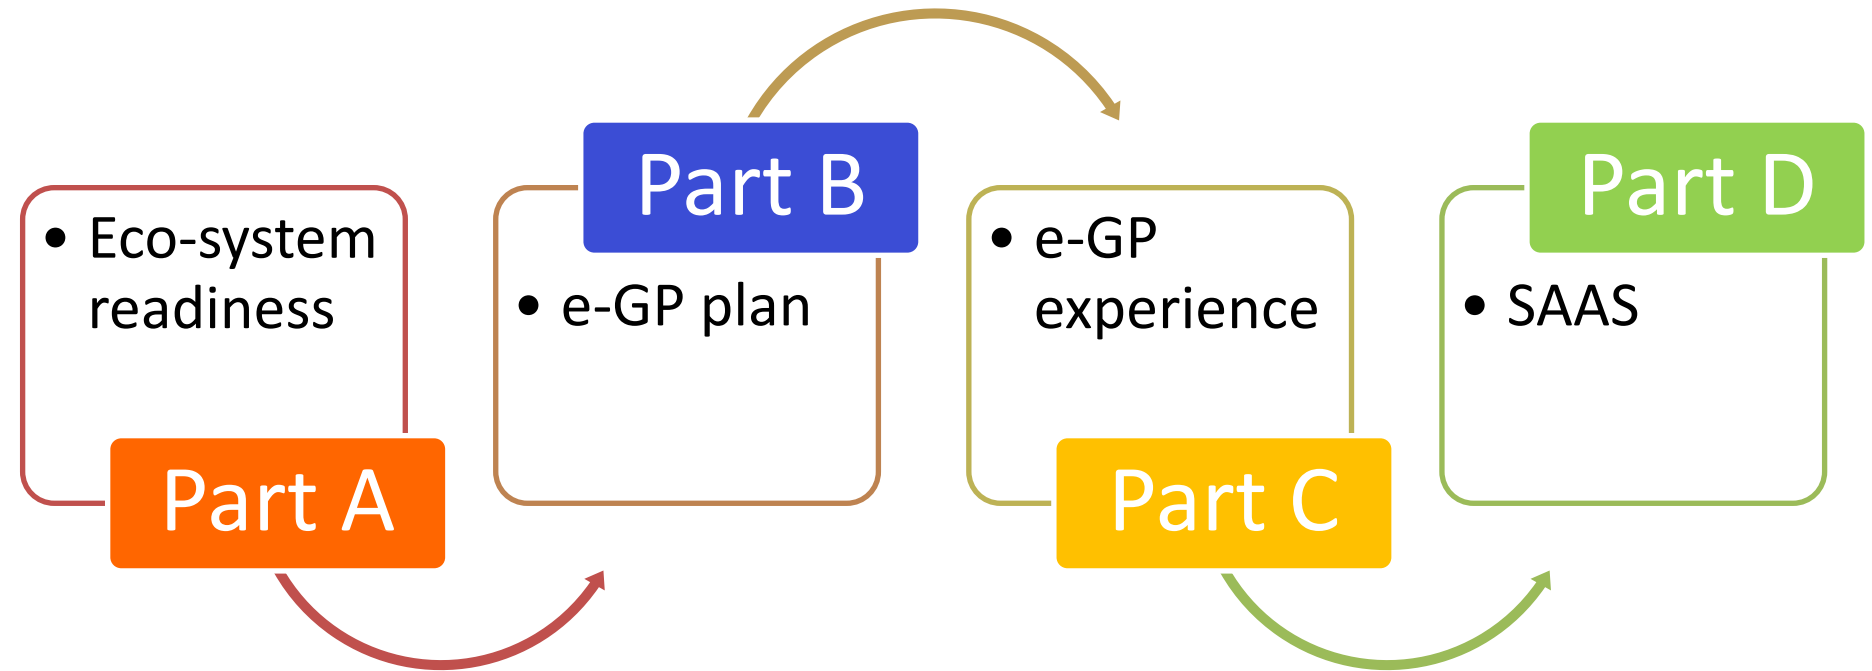 • Eco-system
readiness
Part A
Part B
• e-GP plan
• e-GP
experience
Part C
Part D
• SAAS